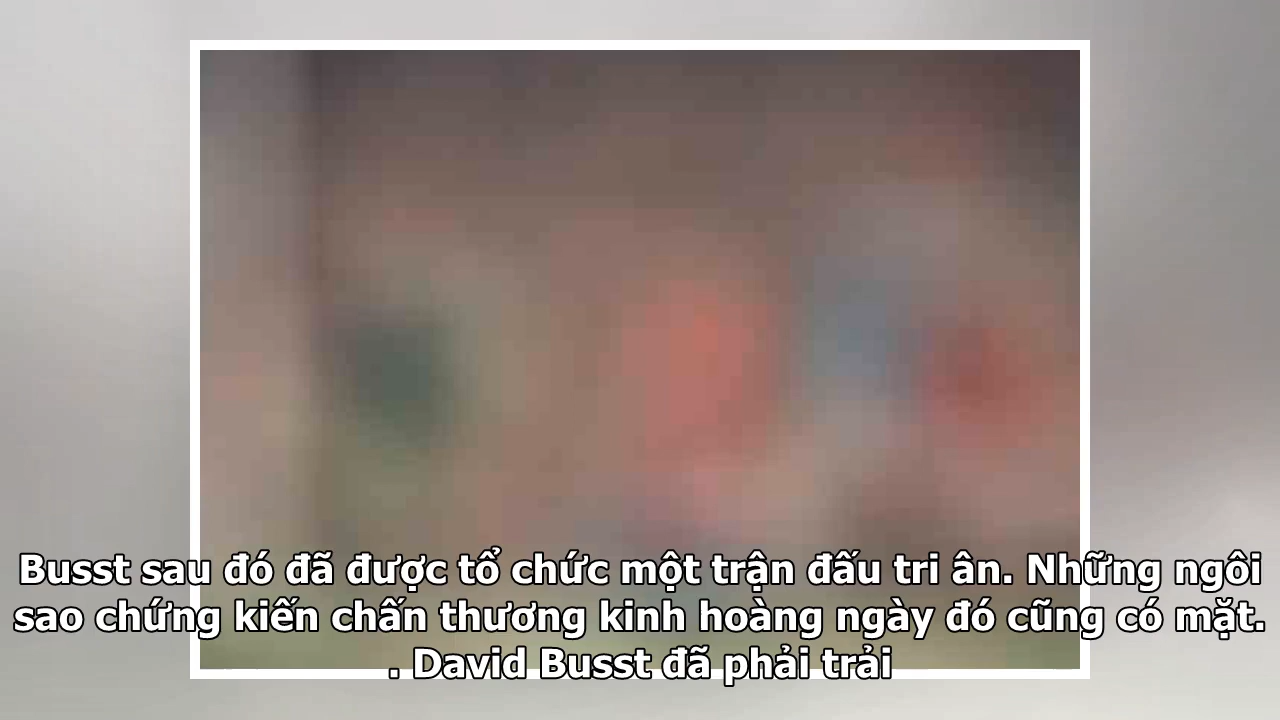 Busst sau đó đã được tổ chức một trận đấu tri ân. Những ngôi
sao chứng kiến chấn thương kinh hoàng ngày đó cũng có mặt.
. David Busst đã phải trải